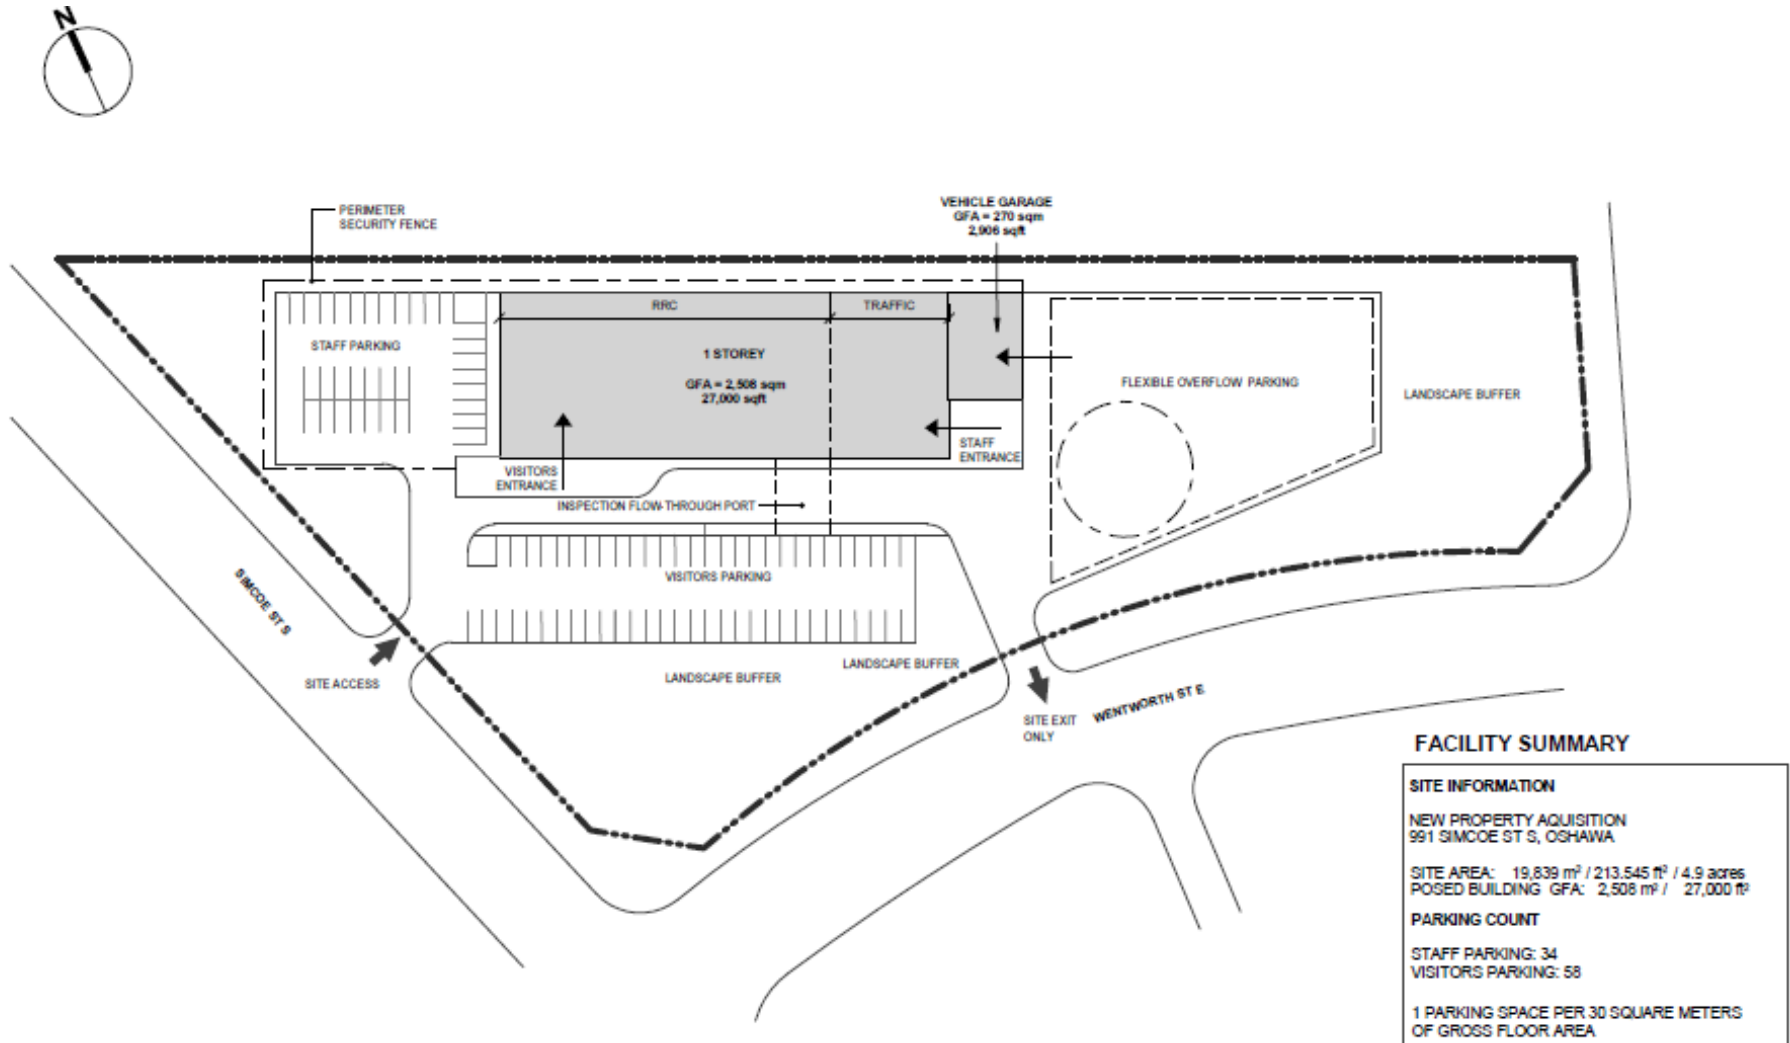 N
PERIMETER
SECURITY FENCE
VEHICLE GARAGE
GFA = 270 sqm
2,906 sqft
RRC
TRAFFIC
STAFF PARKING
1 STOREY
GFA = 2,508 sqm
27,000 sqft
FLEXIBLE OVERFLOW PARKING
LANDSCAPE BUFFER
STAFF
ENTRANCE
VISITORS
ENTRANCE
INSPECTION FLOW-THROUGH PORT
VISITORS PARKING
SIMCOE ST S
SITE ACCESS
LANDSCAPE BUFFER
LANDSCAPE BUFFER
SITE EXIT
ONLY
WENTWORTH ST E
FACILITY SUMMARY
SITE INFORMATION
NEW PROPERTY AQUISITION
991 SIMCOE ST S, OSHAWA
SITE AREA: 19,839 m² / 213.545 ft² / 4.9 acres
POSED BUILDING GFA: 2,508 m² / 27,000 ft²
PARKING COUNT
STAFF PARKING: 34
VISITORS PARKING: 58
1 PARKING SPACE PER 30 SQUARE METERS
OF GROSS FLOOR AREA